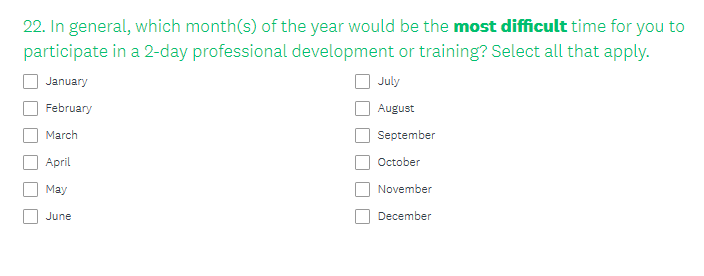 22. In general, which month(s) of the year would be the most difficult time for you to
participate in a 2-day professional development or training? Select all that apply.
January
February
March
April
May
June
July
August
September
October
November
December